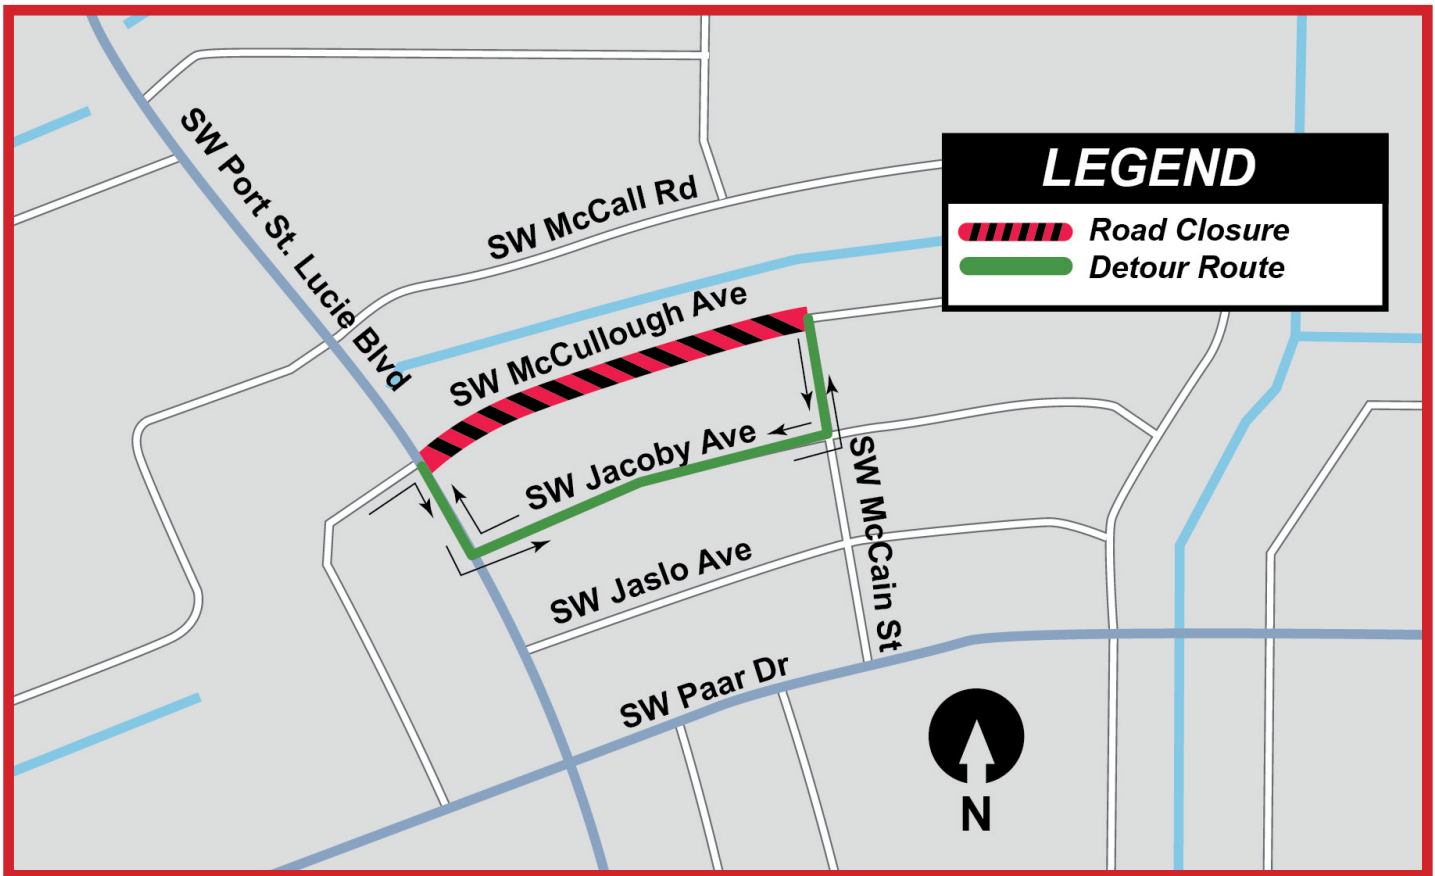 SW Port St. Lucie Blvd
LEGEND
Road Closure
Detour Route
SW McCall Rd
SW McCullough Ave
SW Jacoby Ave
SW McCain St
SW Jaslo Ave
SW Paar Dr
N